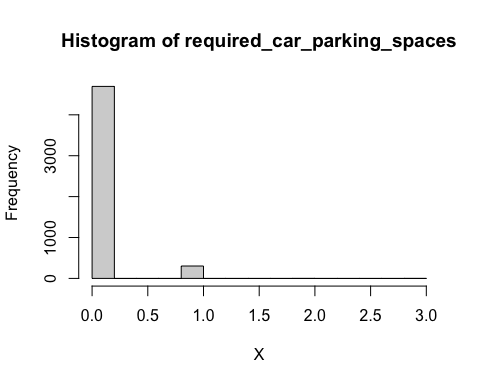 Histogram of required_car_parking_spaces
Frequency
3000
1000
0
0.0 0.5 1.0 1.5 2.0 2.5 3.0
X